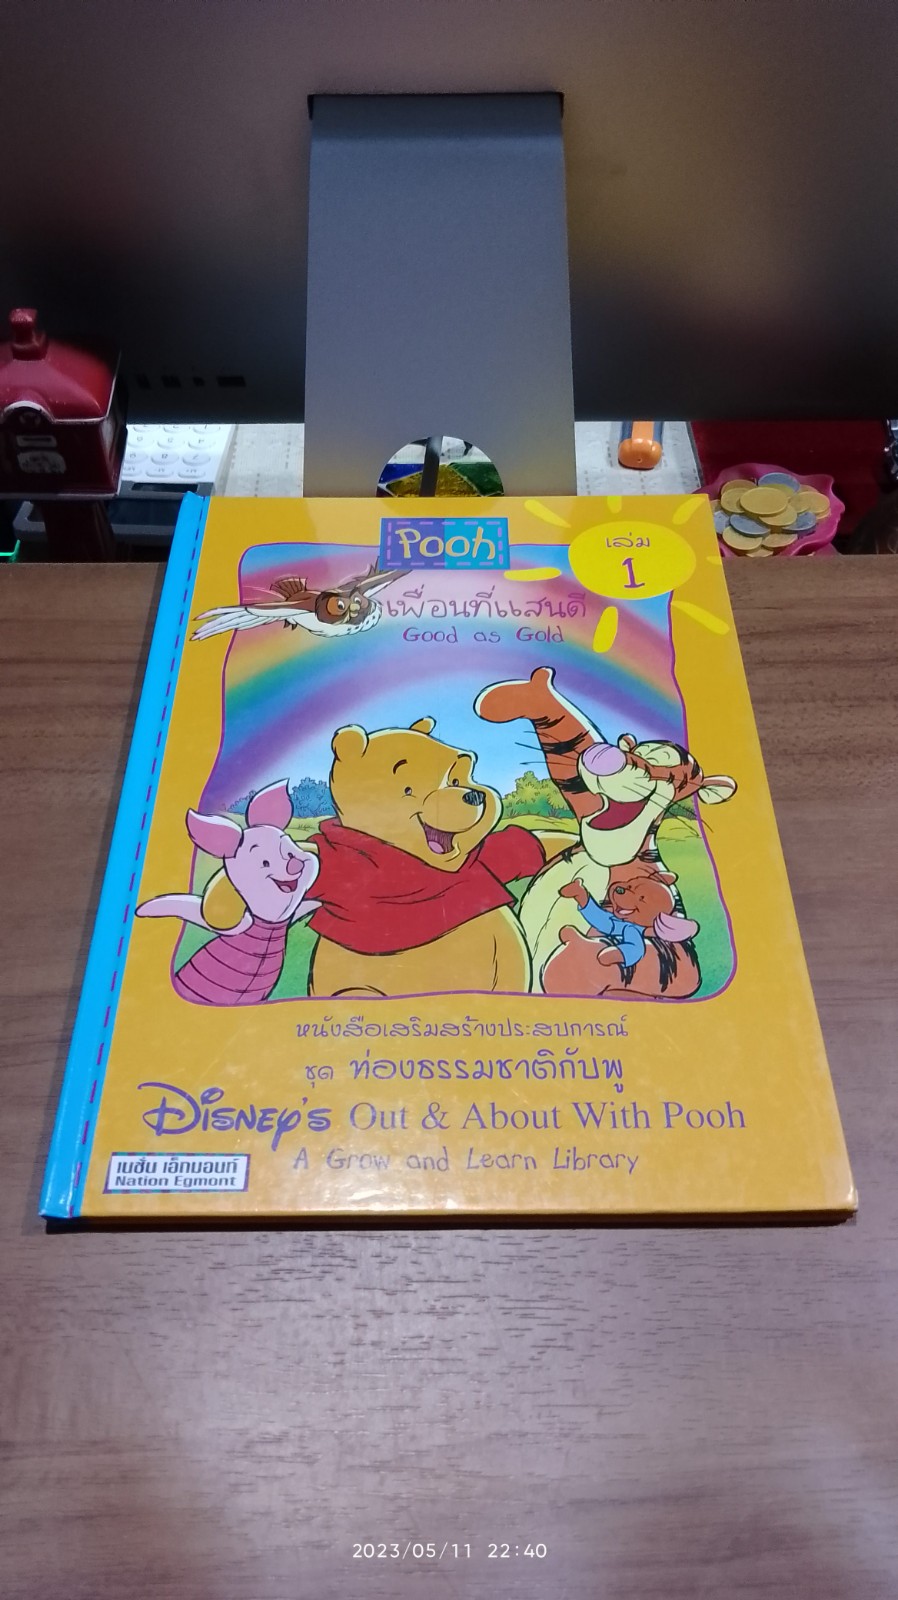 Pooh
เล่ม
1
เพื่อนที่แสนดี
Good as Gold
หนังสือเสริมสร้างประสบการณ์
ชุด ท่องธรรมชาติกับพู
DISNEY'S Out & About With Pooh
A Grow and Learn Library
เนชั่น เอ็กมอนท์
Nation Egmont
2023/05/11 22:40